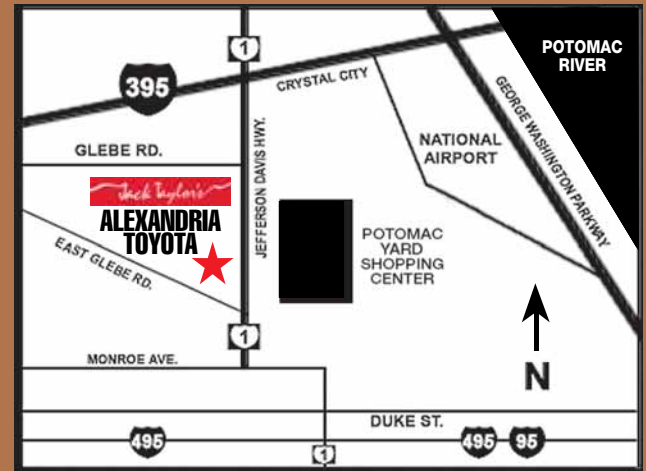 1
POTOMAC
RIVER
395
CRYSTAL CITY
GLEBE RD.
JEFFERSON DAVIS HWY.
NATIONAL
AIRPORT
GEORGE WASHINGTON PARKWAY
Jack Taylor's
ALEXANDRIA
TOYOTA
EAST GLEBE RD.
POTOMAC
YARD
SHOPPING
CENTER
1
MONROE AVE.
N
DUKE ST.
495
1
495
95